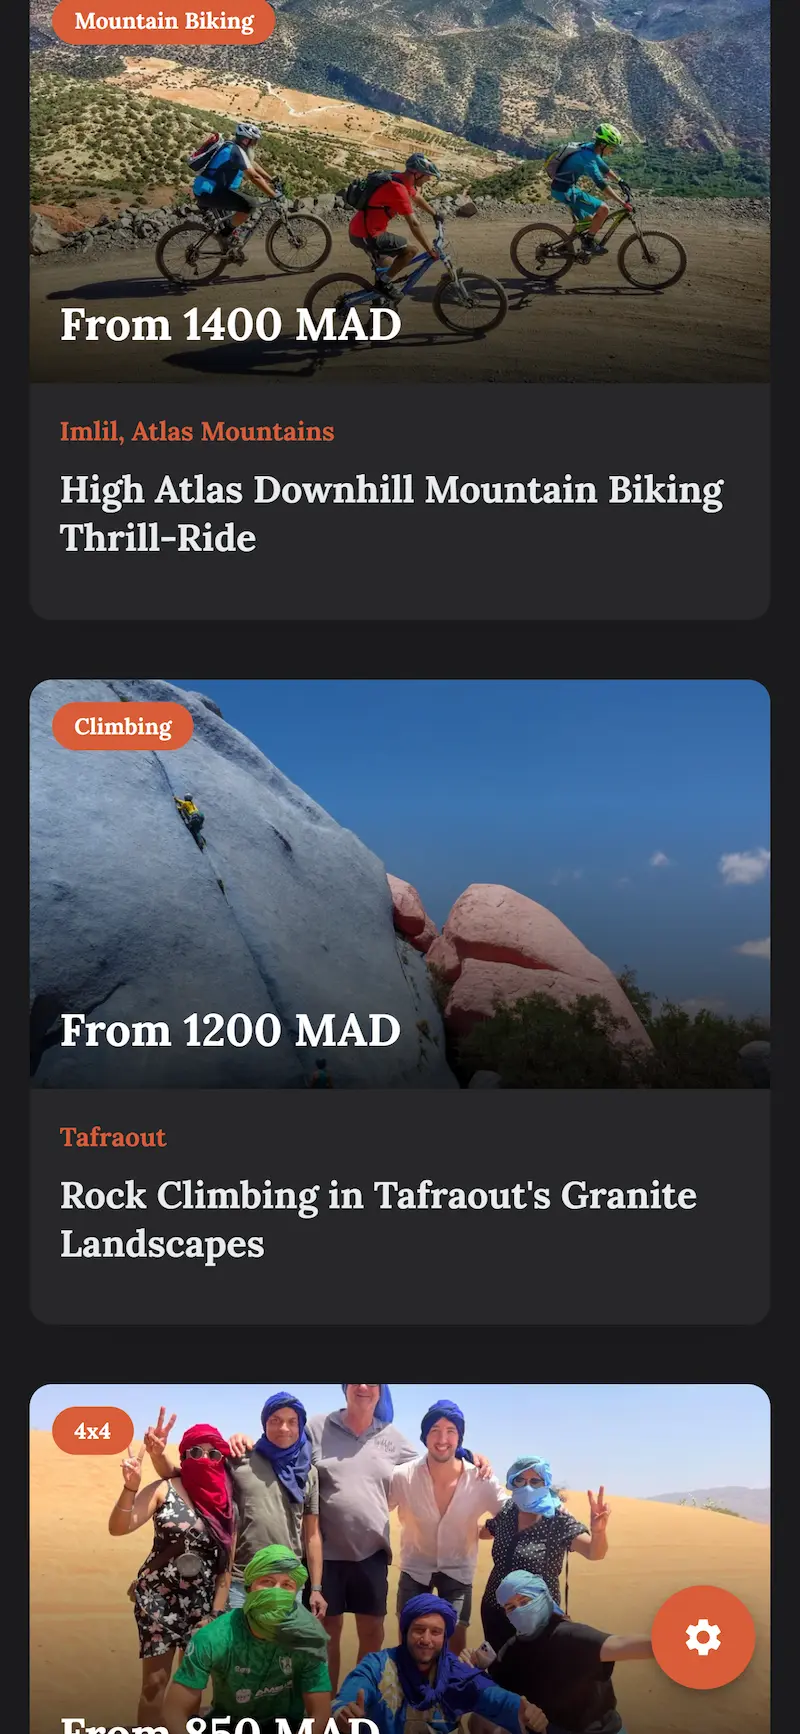 Mountain Biking
From 1400 MAD
Imlil, Atlas Mountains
High Atlas Downhill Mountain Biking
Thrill-Ride
Climbing
From 1200 MAD
Tafraout
Rock Climbing in Tafraout's Granite
Landscapes
4x4
From 850 MAD